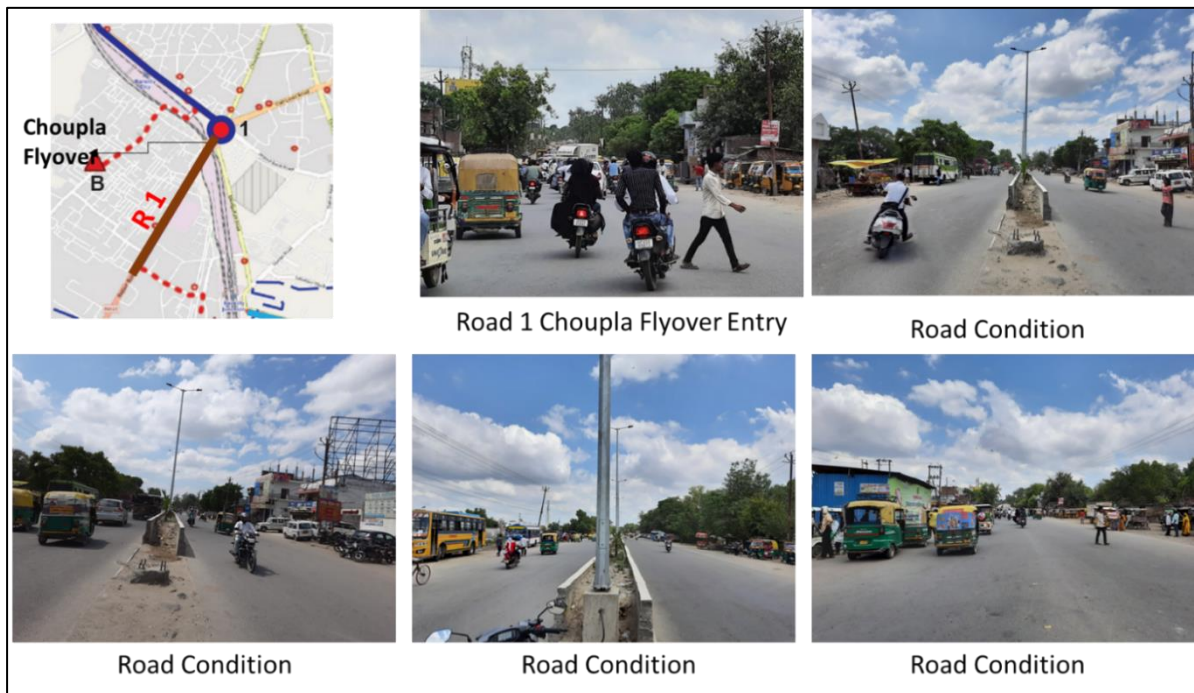 Choupla
Flyover
B
1
R 1
Road 1 Choupla Flyover Entry
Road Condition
Road Condition
Road Condition
Road Condition